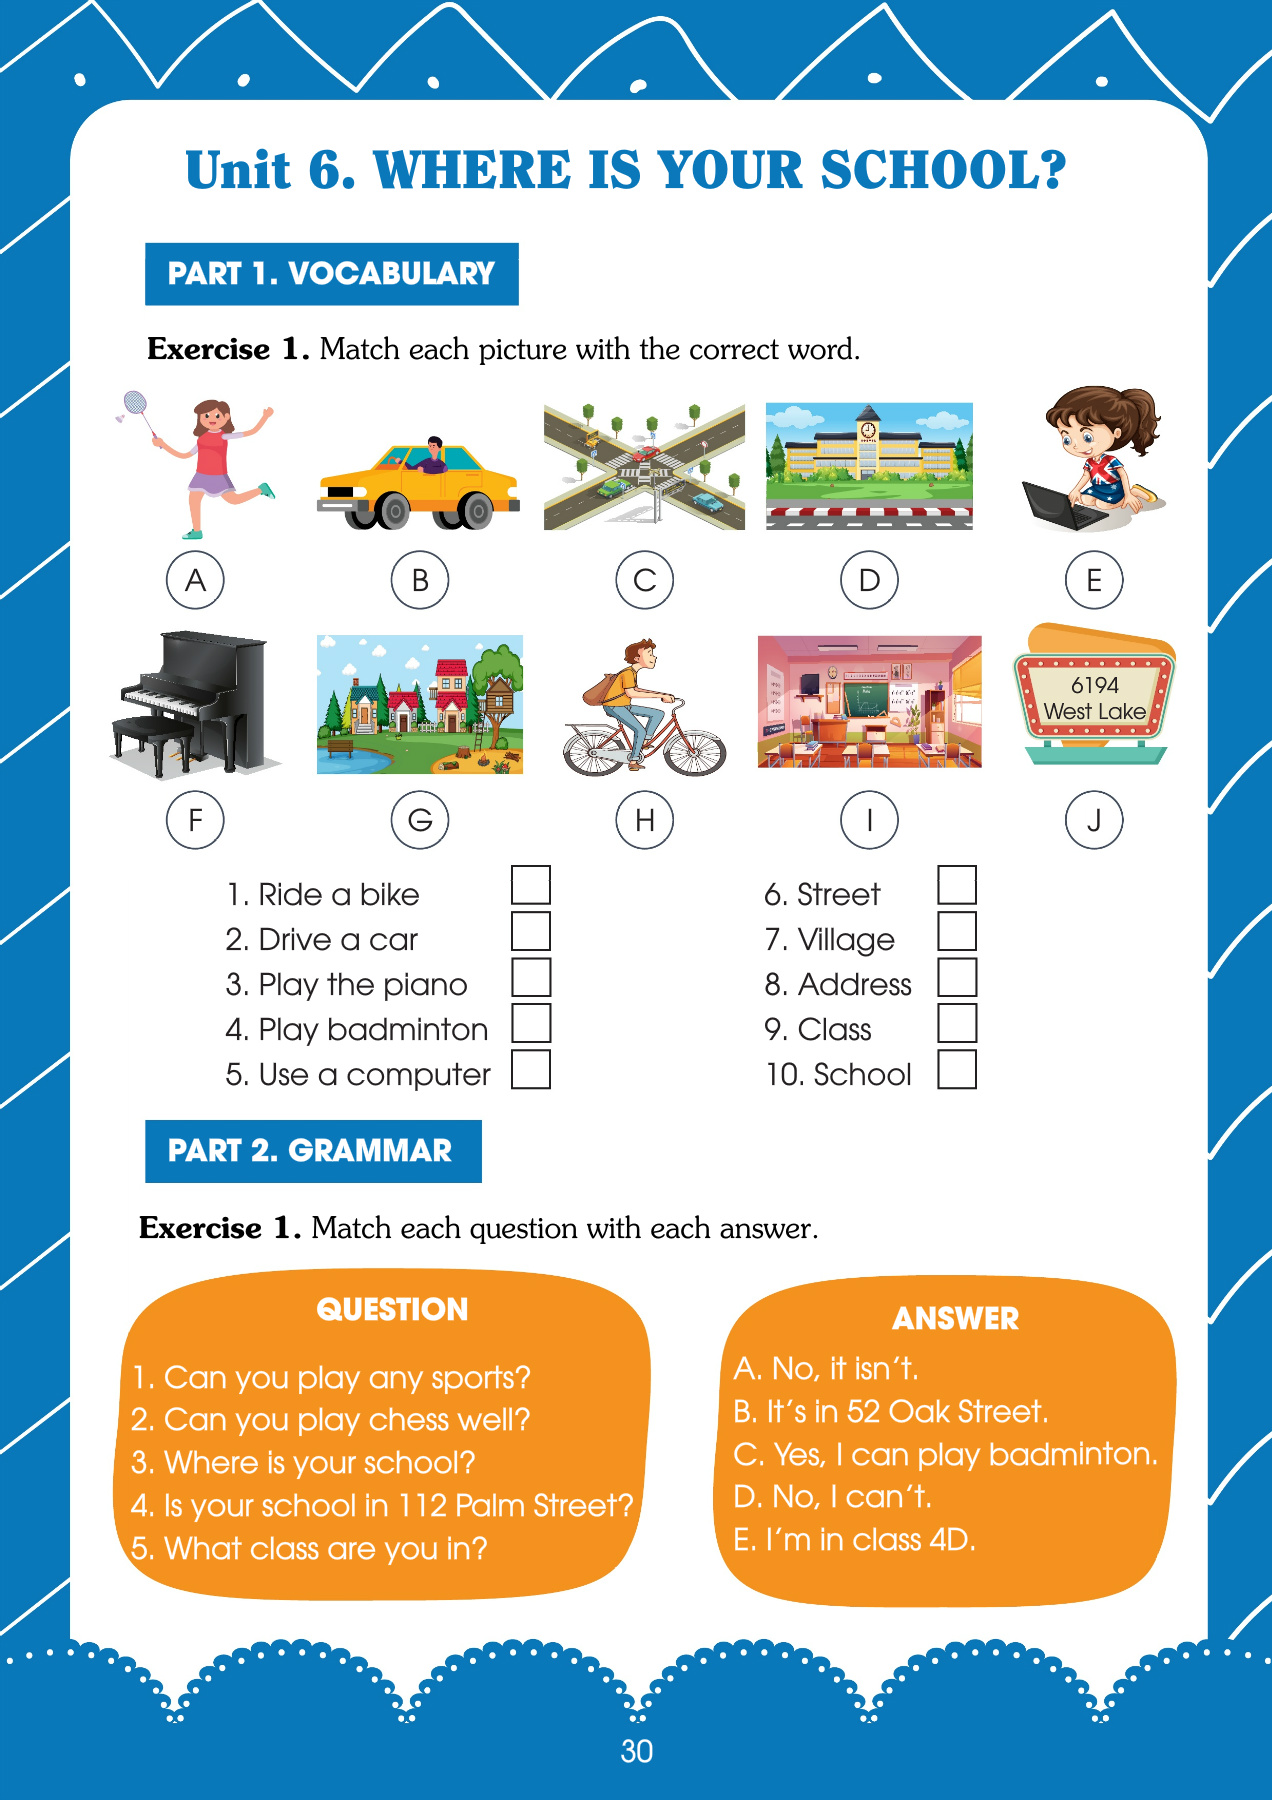 Unit 6. WHERE IS YOUR SCHOOL?
PART 1. VOCABULARY
Exercise 1. Match each picture with the correct word.
A
B
C
D
E
6194
West Lake
F
G
H
I
J
1. Ride a bike
2. Drive a car
3. Play the piano
4. Play badminton
5. Use a computer
6. Street
7. Village
8. Address
9. Class
10. School
PART 2. GRAMMAR
Exercise 1. Match each question with each answer.
QUESTION
1. Can you play any sports?
2. Can you play chess well?
3. Where is your school?
4. Is your school in 112 Palm Street?
5. What class are you in?
ANSWER
A. No, it isn't.
B. It's in 52 Oak Street.
C. Yes, I can play badminton.
D. No, I can't.
E. I'm in class 4D.
30